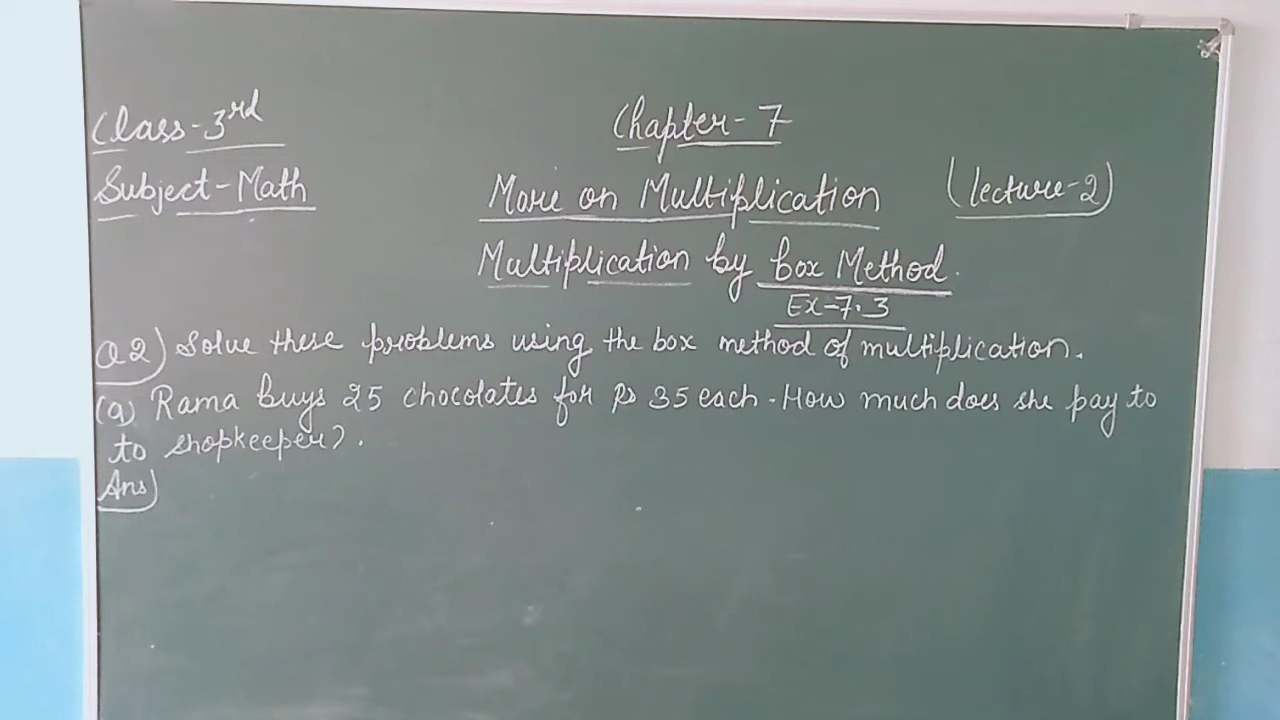 Class-3rd
Chapter-7
Subject-Math
More on Multiplication
(lecture-2)
Multiplication by box Method.
Ex-7.3
Q2) Solve these problems using the box method of multiplication.
(a) Rama buys 25 chocolates for Rs 35 each. How much does she pay to
to shopkeeper?.
Ans)